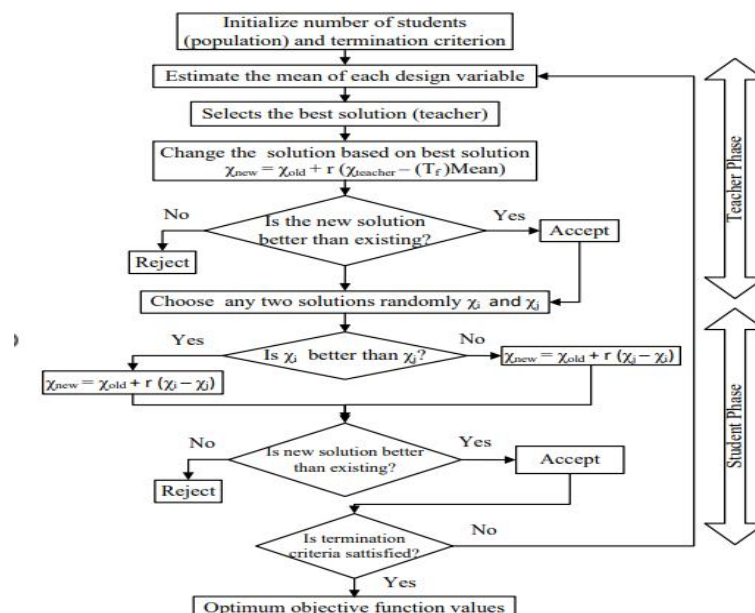 Initialize number of students
(population) and termination criterion
Estimate the mean of each design variable
Selects the best solution (teacher)
Change the solution based on best solution
χnew = χold + r (χteacher – (Tf )Mean)
No
Is the new solution
better than existing?
Yes
Accept
Reject
Choose any two solutions randomly χi and χj
Yes
Is χi better than χj?
No
χnew = χold + r (χi – χj)
χnew = χold + r (χj – χi)
No
Is new solution better
than existing?
Yes
Accept
Reject
Is termination
criteria sattisfied?
No
Yes
Optimum objective function values
Teacher Phase
Student Phase